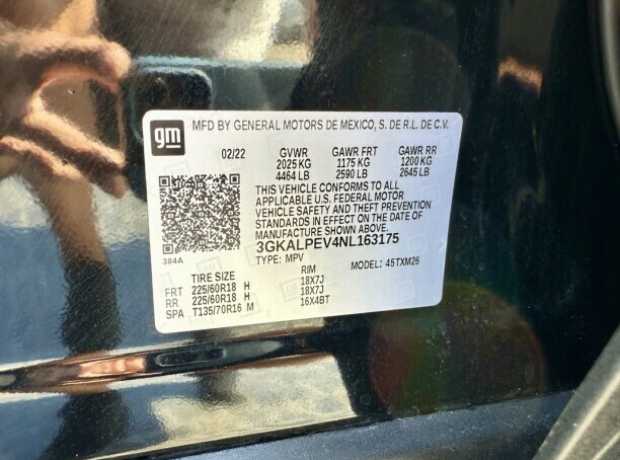 gm MFD BY GENERAL MOTORS DE MEXICO, S. DE R.L. DE C.V.
02/22 GVWR GAWR FRT GAWR RR
2025 KG 1175 KG 1200 KG
4464 LB 2590 LB 2645 LB
THIS VEHICLE CONFORMS TO ALL
APPLICABLE U.S. FEDERAL MOTOR
VEHICLE SAFETY AND THEFT PREVENTION
STANDARDS IN EFFECT ON THE DATE OF
MANUFACTURE SHOWN ABOVE.
3GKALPEV4NL163175
384A TYPE: MPV MODEL: 4STXM26
TIRE SIZE RIM
FRT 225/60R18 H 18X7J
RR 225/60R18 H 18X7J
SPA T135/70R16 M 16X4BT